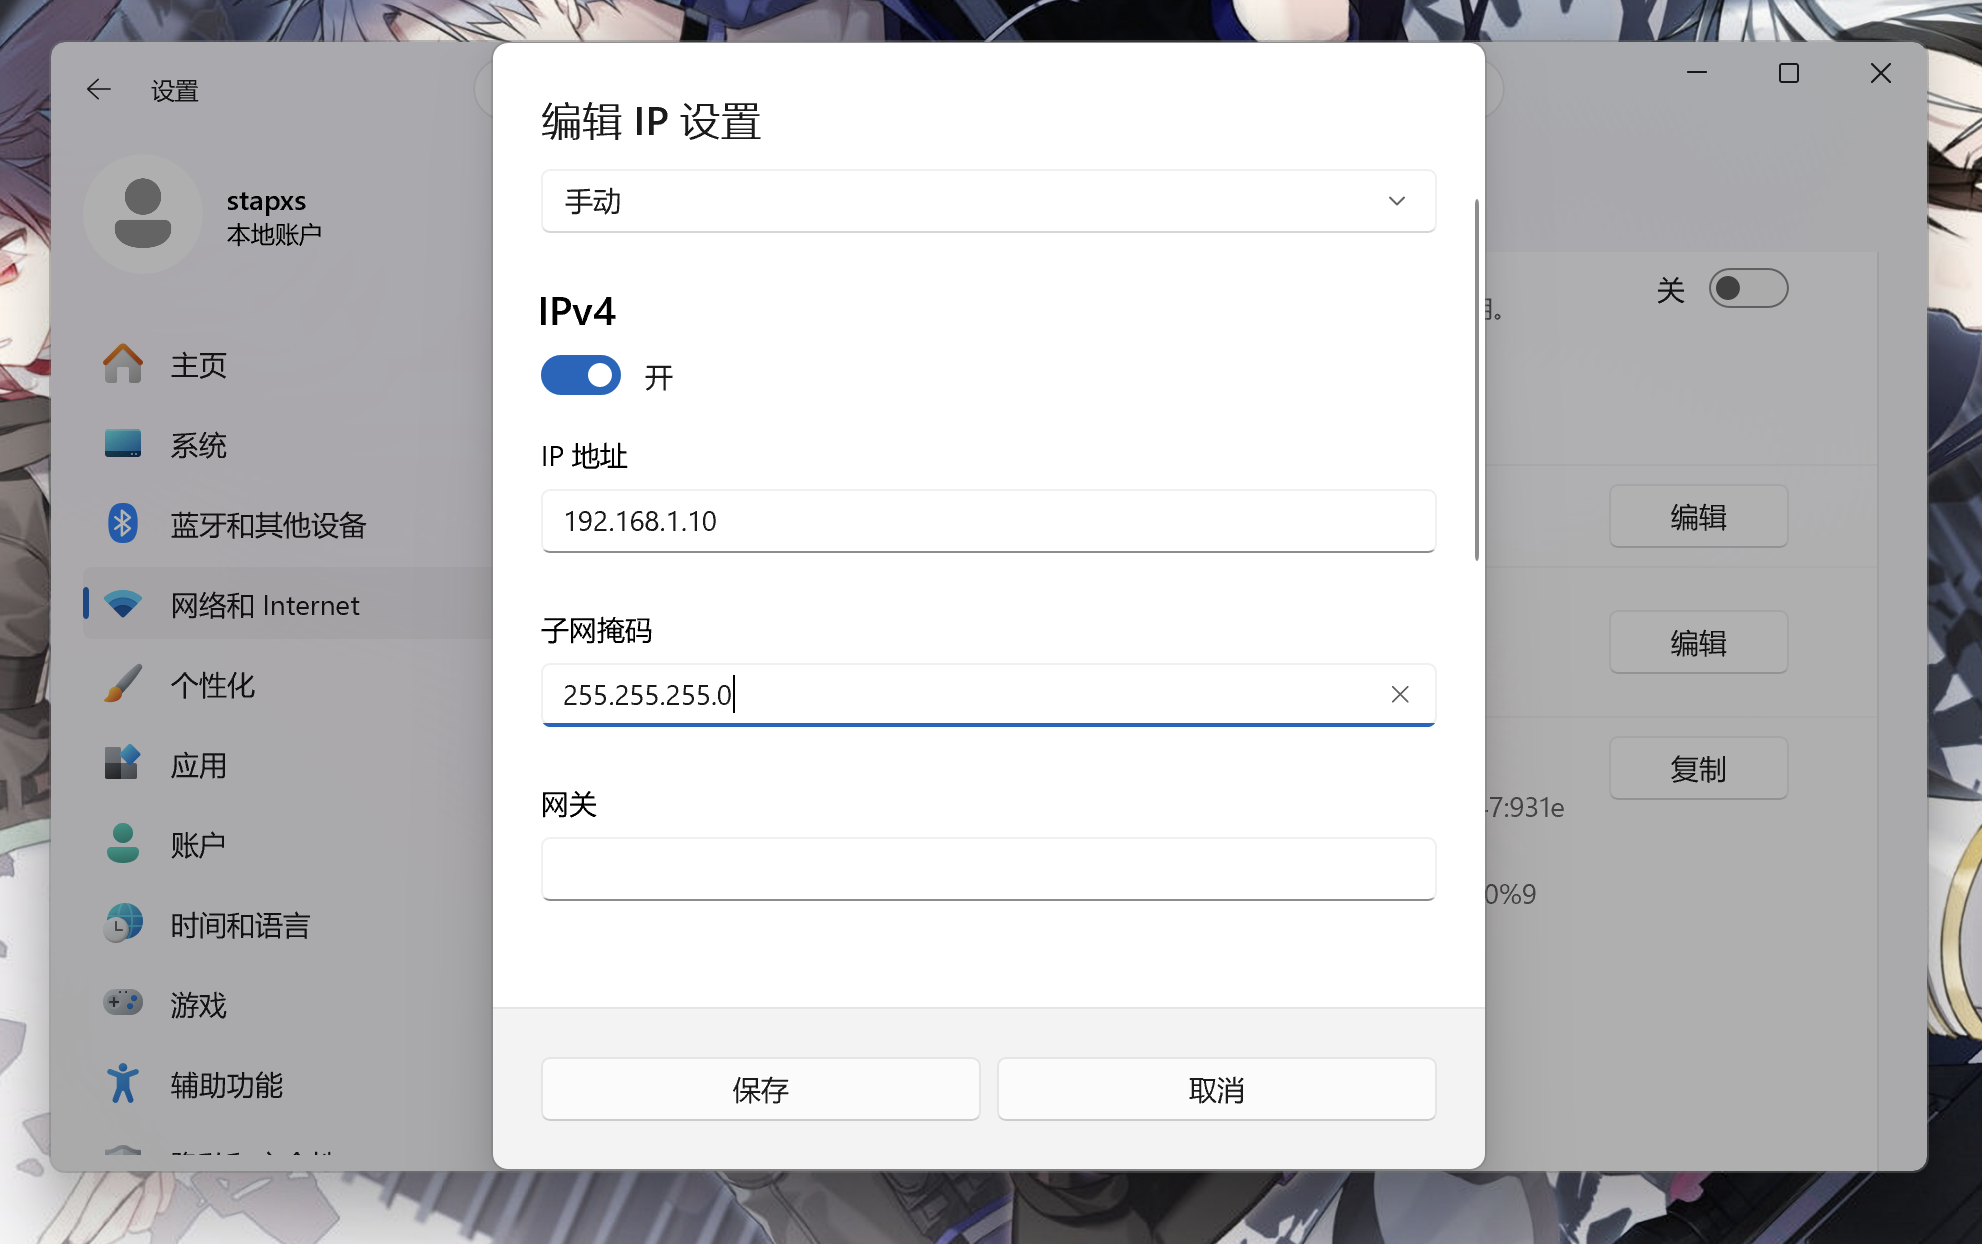 设置
stapxs
本地账户
主页
系统
蓝牙和其他设备
网络和 Internet
个性化
应用
账户
时间和语言
游戏
辅助功能
编辑 IP 设置
手动
IPv4
开
IP 地址
192.168.1.10
子网掩码
255.255.255.0
网关
保存
取消
关
编辑
编辑
复制
7:931e
0%9